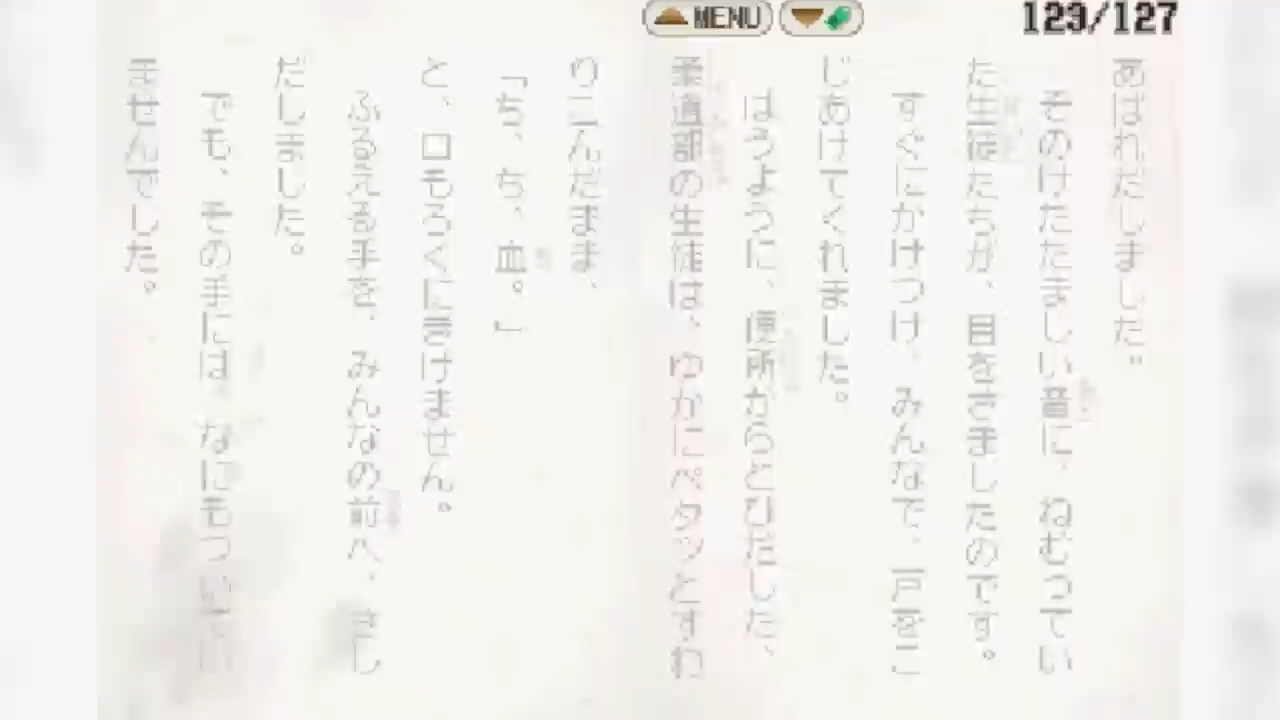 MENU
123/127
あばれだしました。
そのけたたましい音に、ねむってい
た生徒たちが、目をさましたのです。
すぐにかけつけ、みんなで、戸をこ
じあけてくれました。
はうように、便所からとびだした、
柔道部の生徒は、ゆかにペタッとすわ
りこんだまま、
「ち、ち、血。」
と、口もろくにきけません。
ふるえる手を、みんなの前へ、さし
だしました。
でも、その手には、なにもついてい
ませんでした。